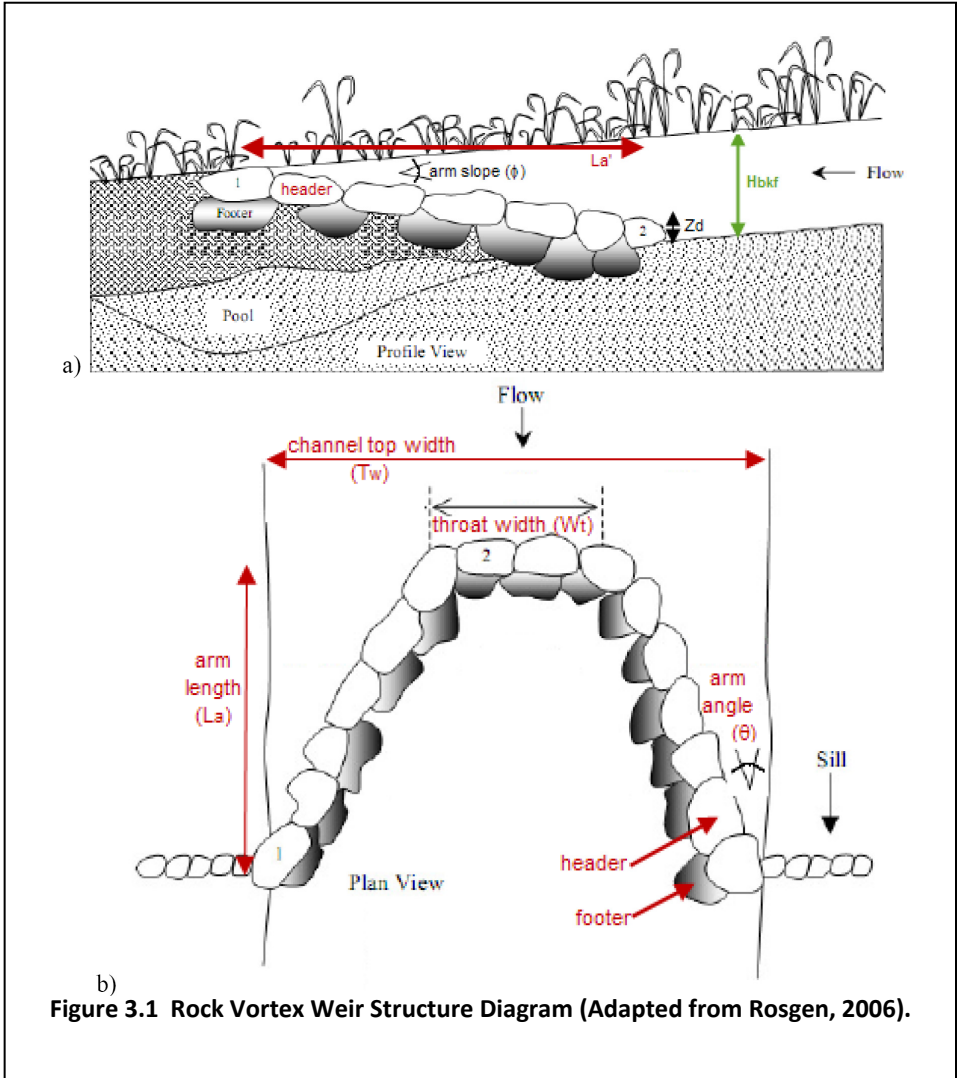 La'
arm slope (ϕ)
Hbkf
Flow
1
header
Footer
2
Zd
Pool
Profile View
a)
Flow
channel top width
(Tw)
throat width (Wt)
2
arm
length
(La)
arm
angle
(θ)
Sill
1
Plan View
header
footer
b)
Figure 3.1 Rock Vortex Weir Structure Diagram (Adapted from Rosgen, 2006).